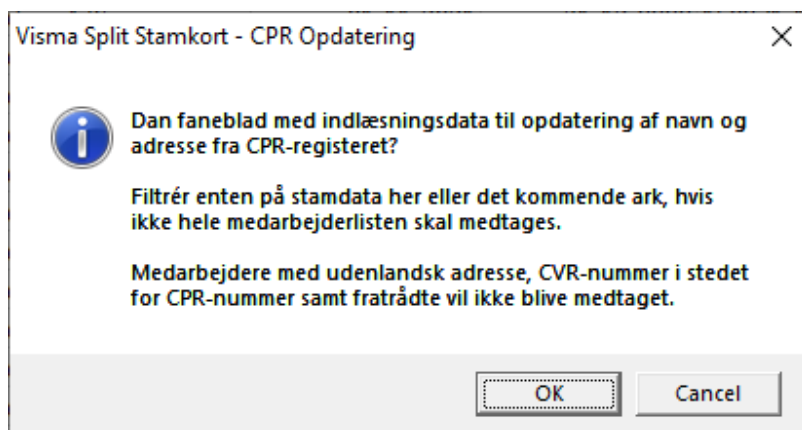 Visma Split Stamkort - CPR Opdatering
Dan faneblad med indlæsningsdata til opdatering af navn og
adresse fra CPR-registeret?
Filtrér enten på stamdata her eller det kommende ark, hvis
ikke hele medarbejderlisten skal medtages.
Medarbejdere med udenlandsk adresse, CVR-nummer i stedet
for CPR-nummer samt fratrådte vil ikke blive medtaget.
OK
Cancel